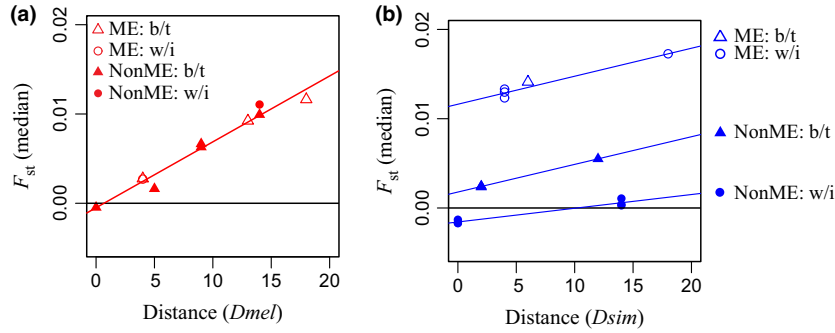 (a)
ME: b/t
ME: w/i
NonME: b/t
NonME: w/i
0.02
0.01
0.00
Fst (median)
0 5 10 15 20
Distance (Dmel)
(b)
ME: b/t
ME: w/i
NonME: b/t
NonME: w/i
0.02
0.01
0.00
Fst (median)
0 5 10 15 20
Distance (Dsim)